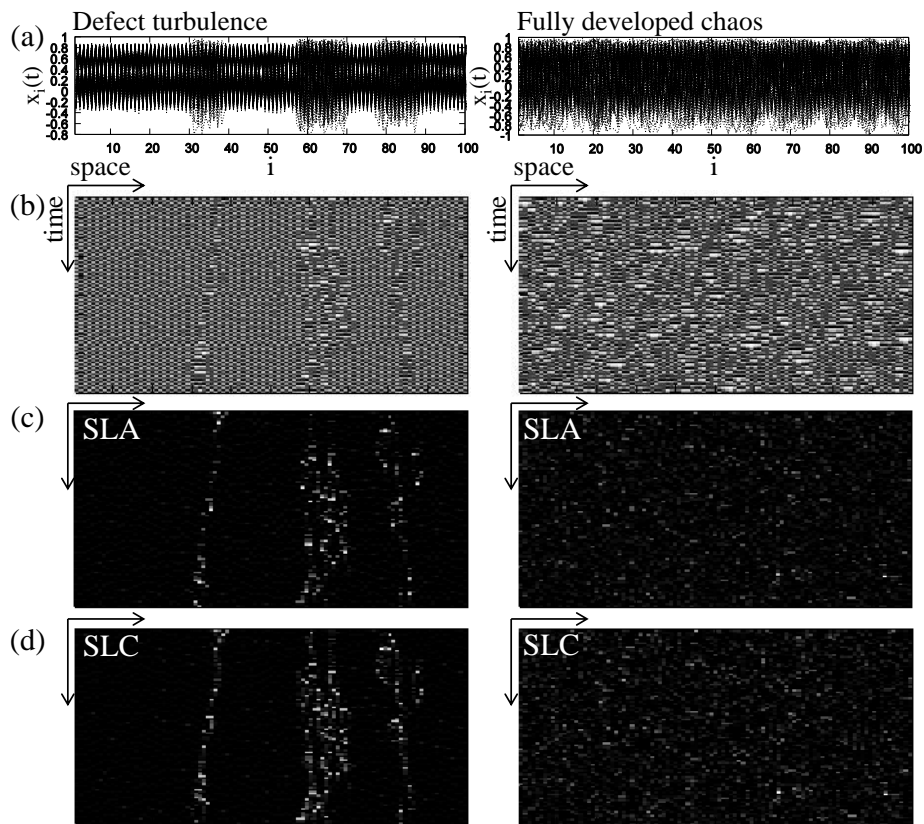 Defect turbulence
Fully developed chaos
(a)
x_i(t)
1
0.8
0.6
0.4
0.2
0
-0.2
-0.4
-0.6
-0.8
10 20 30 40 50 60 70 80 90 100
x_i(t)
1
0.8
0.6
0.4
0.2
0
-0.2
-0.4
-0.6
-0.8
-1
10 20 30 40 50 60 70 80 90 100
space i
space i
(b)
time
time
(c)
SLA
SLA
(d)
SLC
SLC